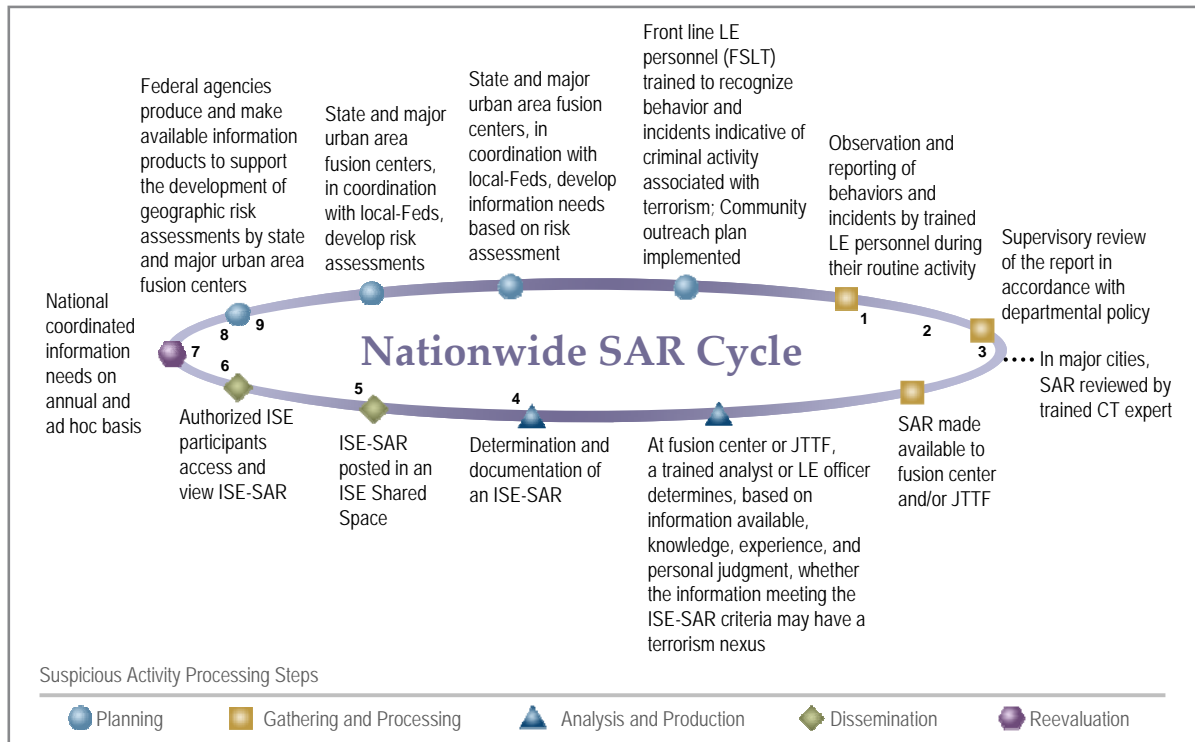 Federal agencies
produce and make
available information
products to support
the development of
geographic risk
assessments by state
and major urban area
fusion centers
State and major
urban area
fusion centers,
in coordination
with local-Feds,
develop risk
assessments
State and major
urban area fusion
centers, in
coordination with
local-Feds, develop
information needs
based on risk
assessment
Front line LE
personnel (FSLT)
trained to recognize
behavior and
incidents indicative of
criminal activity
associated with
terrorism; Community
outreach plan
implemented
Observation and
reporting of
behaviors and
incidents by trained
LE personnel during
their routine activity
Supervisory review
of the report in
accordance with
departmental policy
In major cities,
SAR reviewed by
trained CT expert
National
coordinated
information
needs on
annual and
ad hoc basis
Nationwide SAR Cycle
1
2
3
4
5
6
7
8
9
Authorized ISE
participants
access and
view ISE-SAR
ISE-SAR
posted in an
ISE Shared
Space
Determination and
documentation of
an ISE-SAR
At fusion center or JTTF,
a trained analyst or LE officer
determines, based on
information available,
knowledge, experience, and
personal judgment, whether
the information meeting the
ISE-SAR criteria may have a
terrorism nexus
SAR made
available to
fusion center
and/or JTTF
Suspicious Activity Processing Steps
Planning
Gathering and Processing
Analysis and Production
Dissemination
Reevaluation